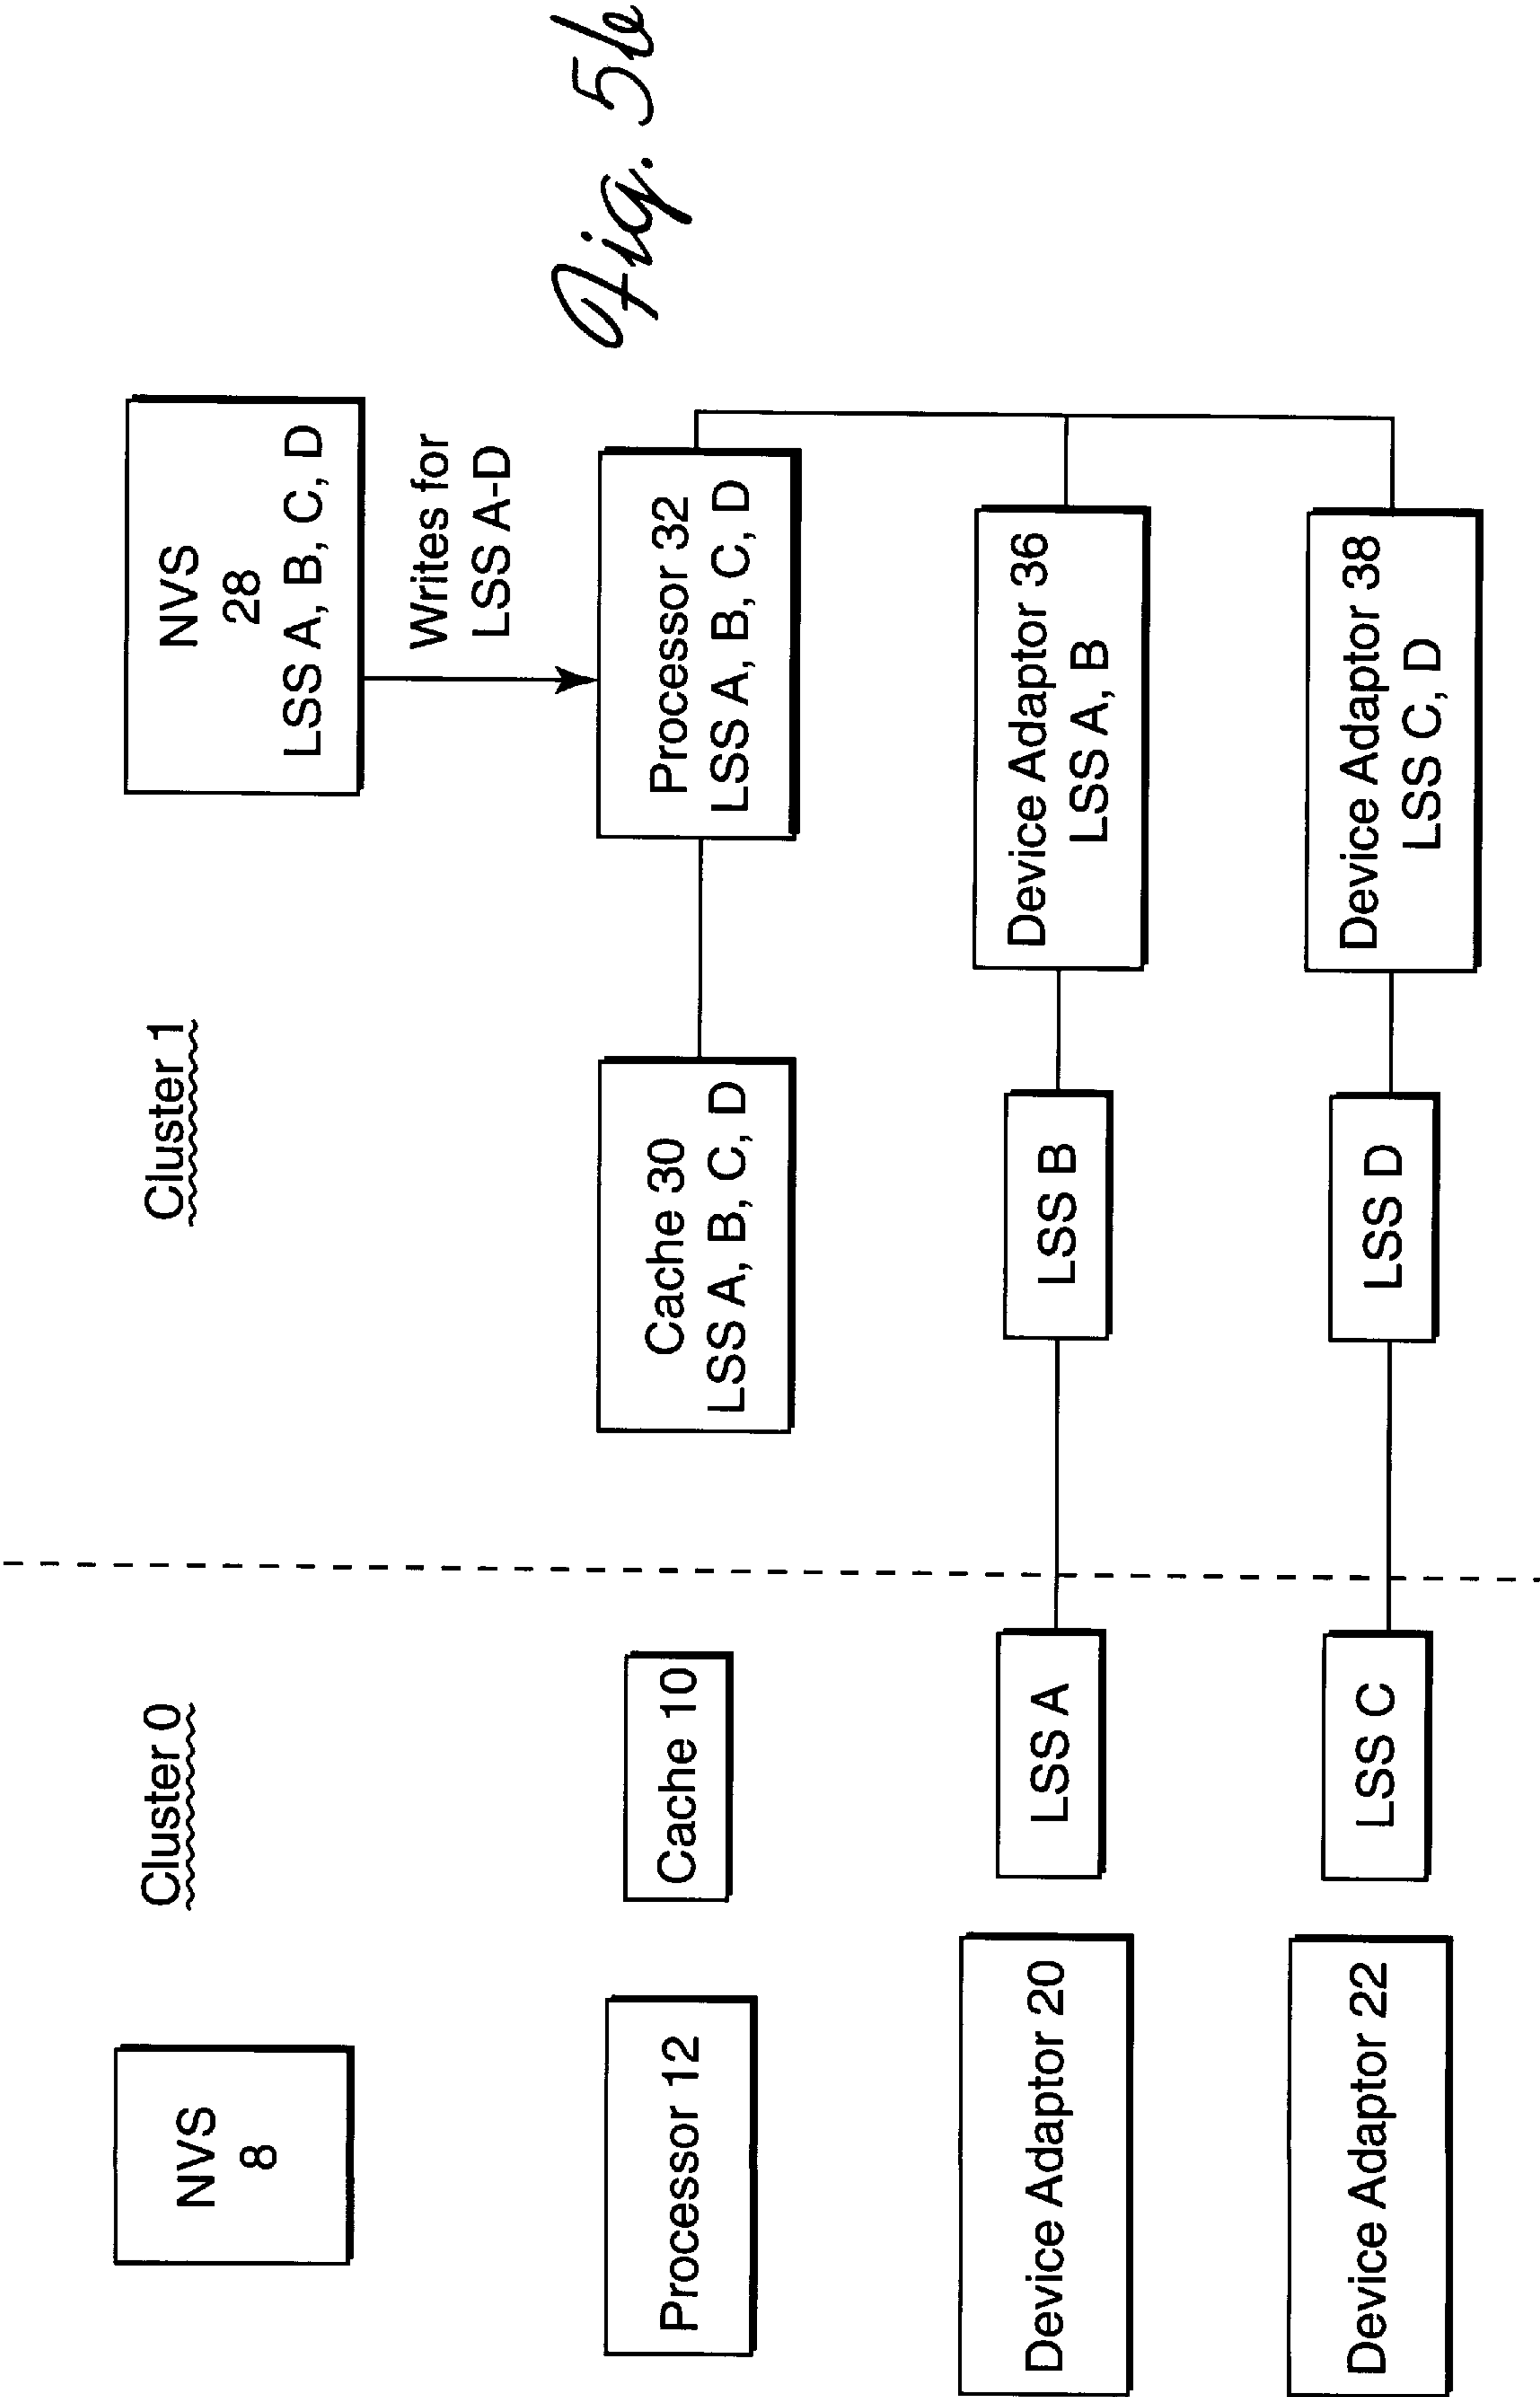 Cluster 0
Cluster 1
NVS
8
NVS
28
LSS A, B, C, D
Writes for
LSS A-D
Processor 12
Cache 10
Cache 30
LSS A, B, C, D
Processor 32
LSS A, B, C, D
Device Adaptor 20
LSS A
LSS B
Device Adaptor 36
LSS A, B
Device Adaptor 22
LSS C
LSS D
Device Adaptor 38
LSS C, D
Fig. 5b